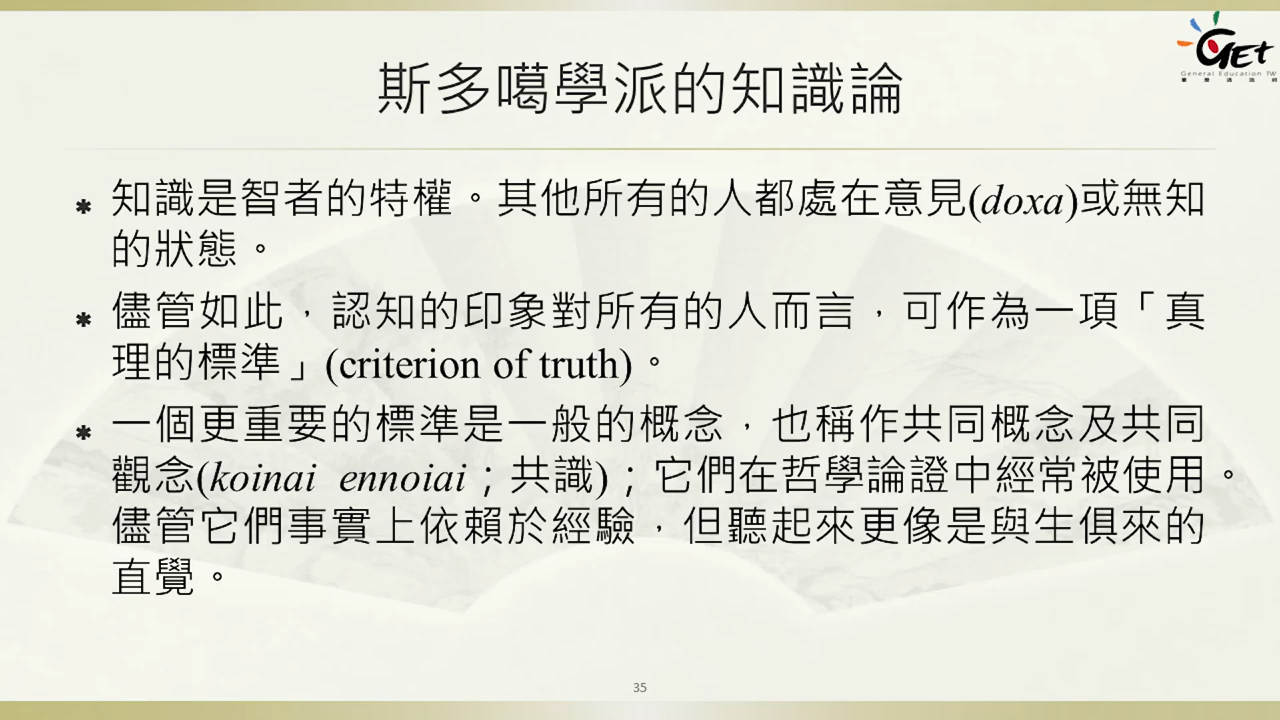 GET
General Education TW
斯多噶學派的知識論
* 知識是智者的特權。其他所有的人都處在意見(doxa)或無知
的狀態。
* 儘管如此，認知的印象對所有的人而言，可作為一項「真
理的標準」(criterion of truth)。
* 一個更重要的標準是一般的概念，也稱作共同概念及共同
觀念(koinai ennoiai；共識)；它們在哲學論證中經常被使用。
儘管它們事實上依賴於經驗，但聽起來更像是與生俱來的
直覺。
35